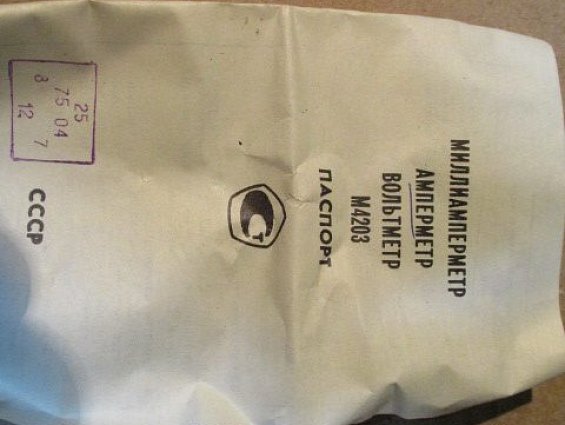 МИЛЛИАМПЕРМЕТР
АМПЕРМЕТР
ВОЛЬТМЕТР
М4203
ПАСПОРТ
Т
25
75 04
8 12 7
СССР